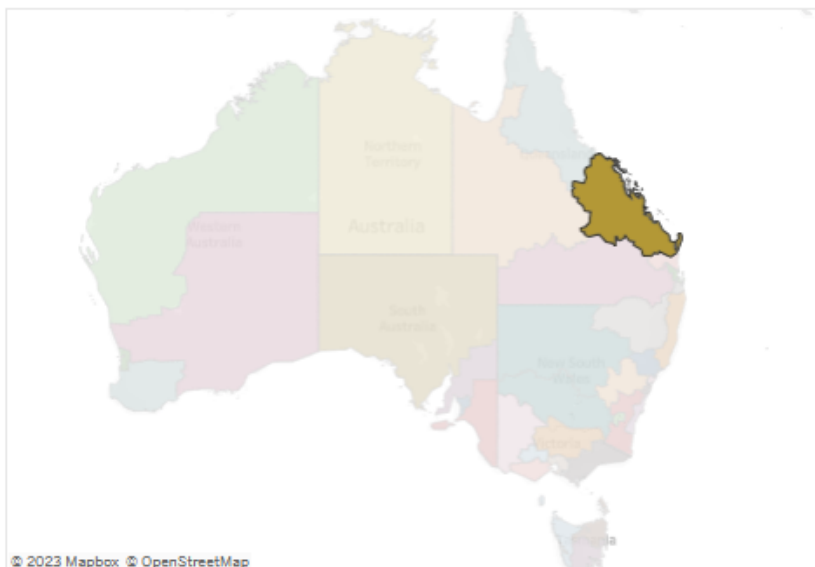 Northern
Territory
Australia
Western
Australia
South
Australia
New South
Wales
Victoria
© 2023 Mapbox © OpenStreetMap